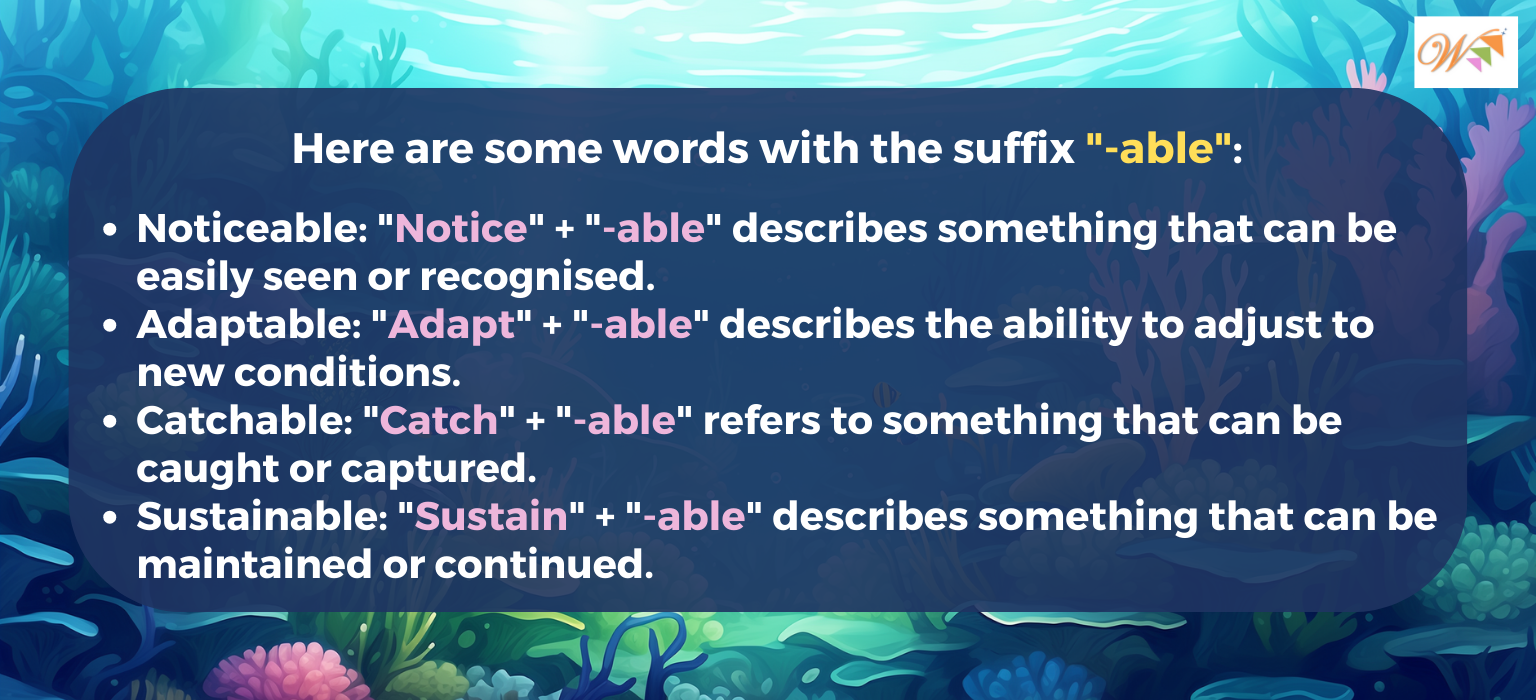 W
Here are some words with the suffix "-able":
• Noticeable: "Notice" + "-able" describes something that can be
easily seen or recognised.
• Adaptable: "Adapt" + "-able" describes the ability to adjust to
new conditions.
• Catchable: "Catch" + "-able" refers to something that can be
caught or captured.
• Sustainable: "Sustain" + "-able" describes something that can be
maintained or continued.